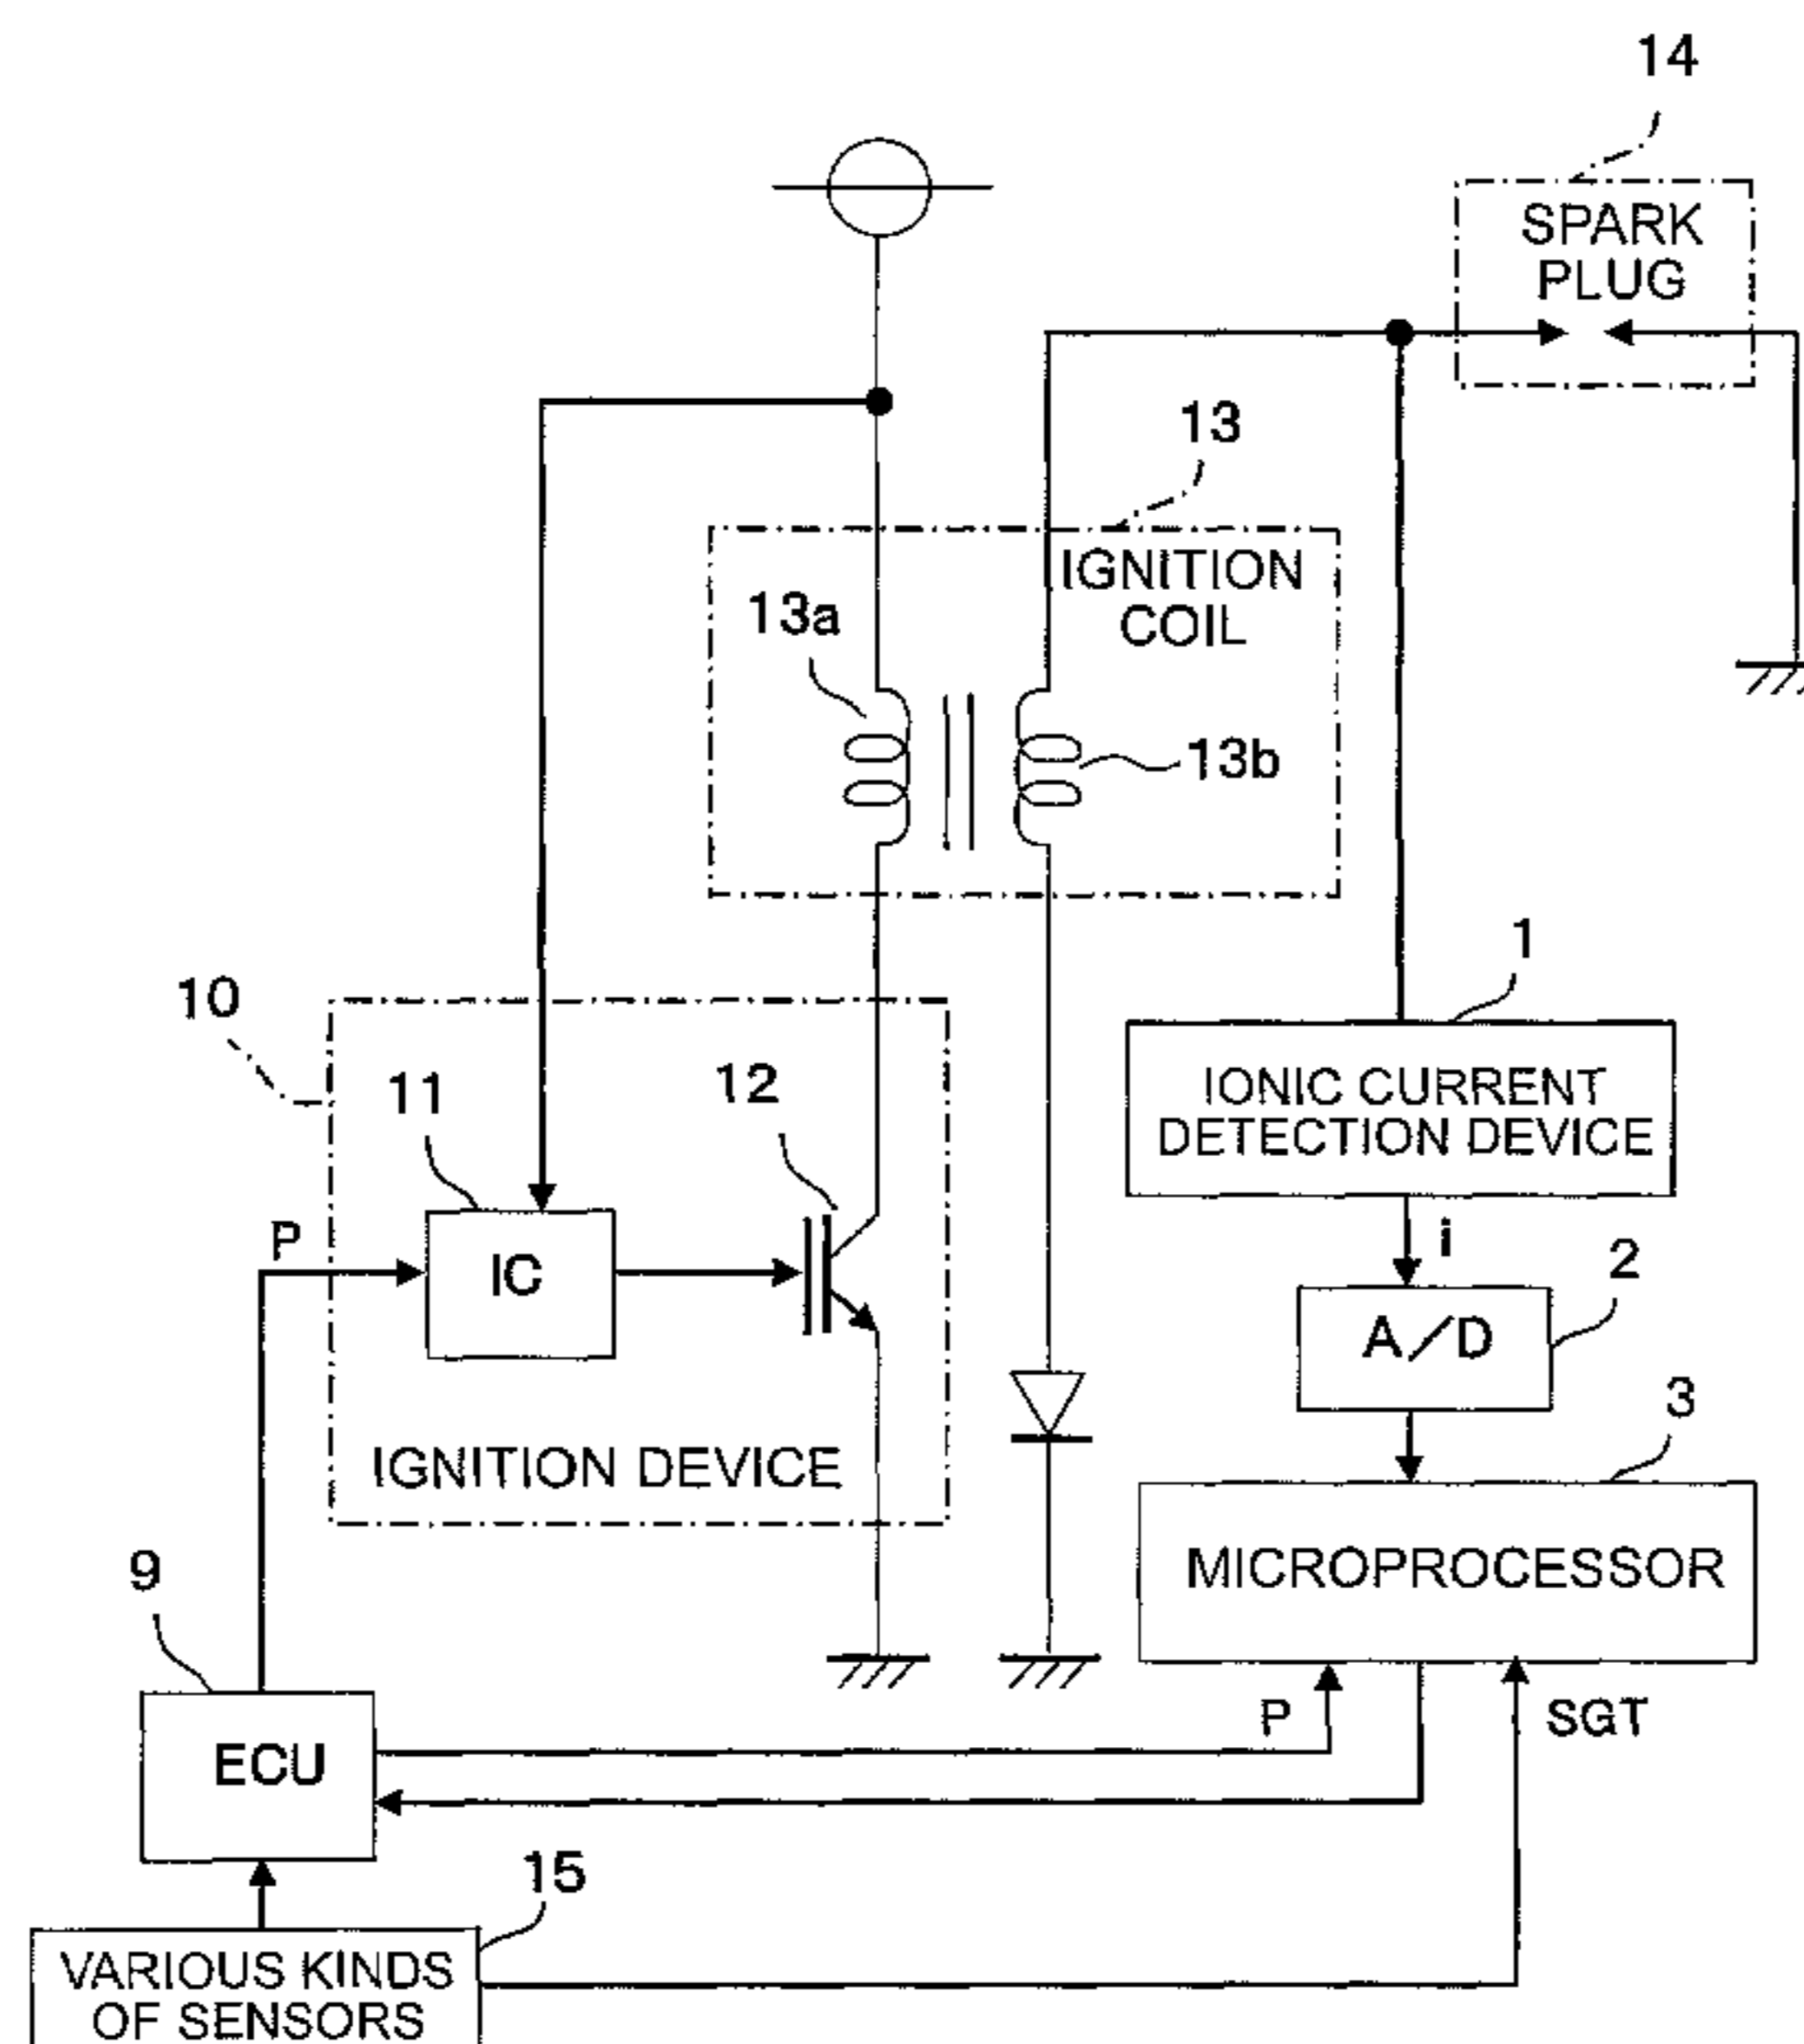 14
SPARK
PLUG
13
IGNITION
COIL
13a
13b
1
10
IONIC CURRENT
DETECTION DEVICE
11
12
P
IC
i
2
A/D
3
IGNITION DEVICE
MICROPROCESSOR
9
P
SGT
ECU
15
VARIOUS KINDS
OF SENSORS